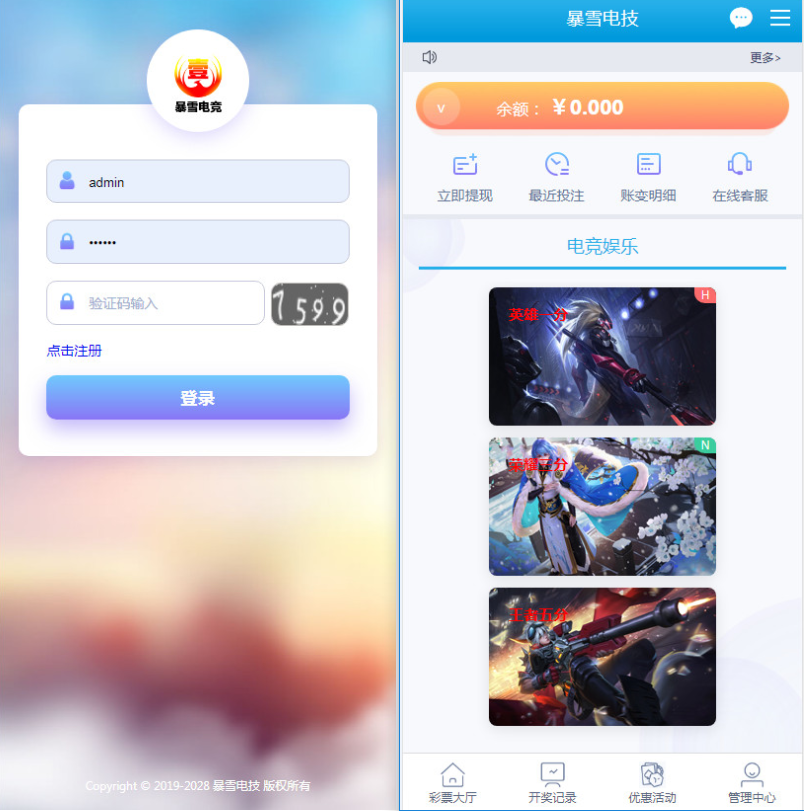 壹
暴雪电竞
admin
••••••
验证码输入
7599
点击注册
登录
Copyright © 2019-2028 暴雪电技 版权所有
暴雪电技
更多>
v
余额： ¥0.000
立即提现
最近投注
账变明细
在线客服
电竞娱乐
H
英雄一分
N
荣耀三分
王者五分
彩票大厅
开奖记录
优惠活动
管理中心